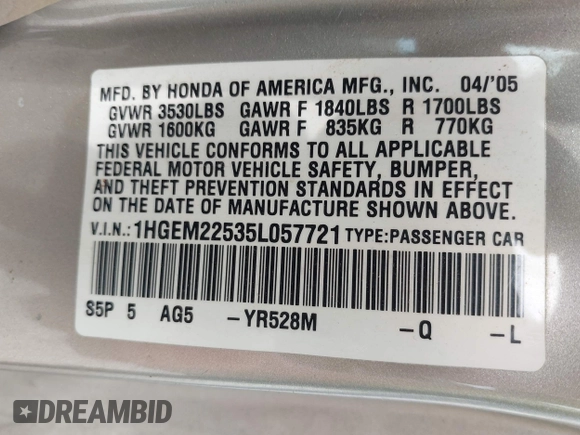 MFD. BY HONDA OF AMERICA MFG., INC. 04/'05
GVWR 3530LBS GAWR F 1840LBS R 1700LBS
GVWR 1600KG GAWR F 835KG R 770KG
THIS VEHICLE CONFORMS TO ALL APPLICABLE
FEDERAL MOTOR VEHICLE SAFETY, BUMPER,
AND THEFT PREVENTION STANDARDS IN EFFECT
ON THE DATE OF MANUFACTURE SHOWN ABOVE.
V.I.N.: 1HGEM22535L057721 TYPE:PASSENGER CAR
S5P 5 AG5 -YR528M -Q -L
DREAMBID